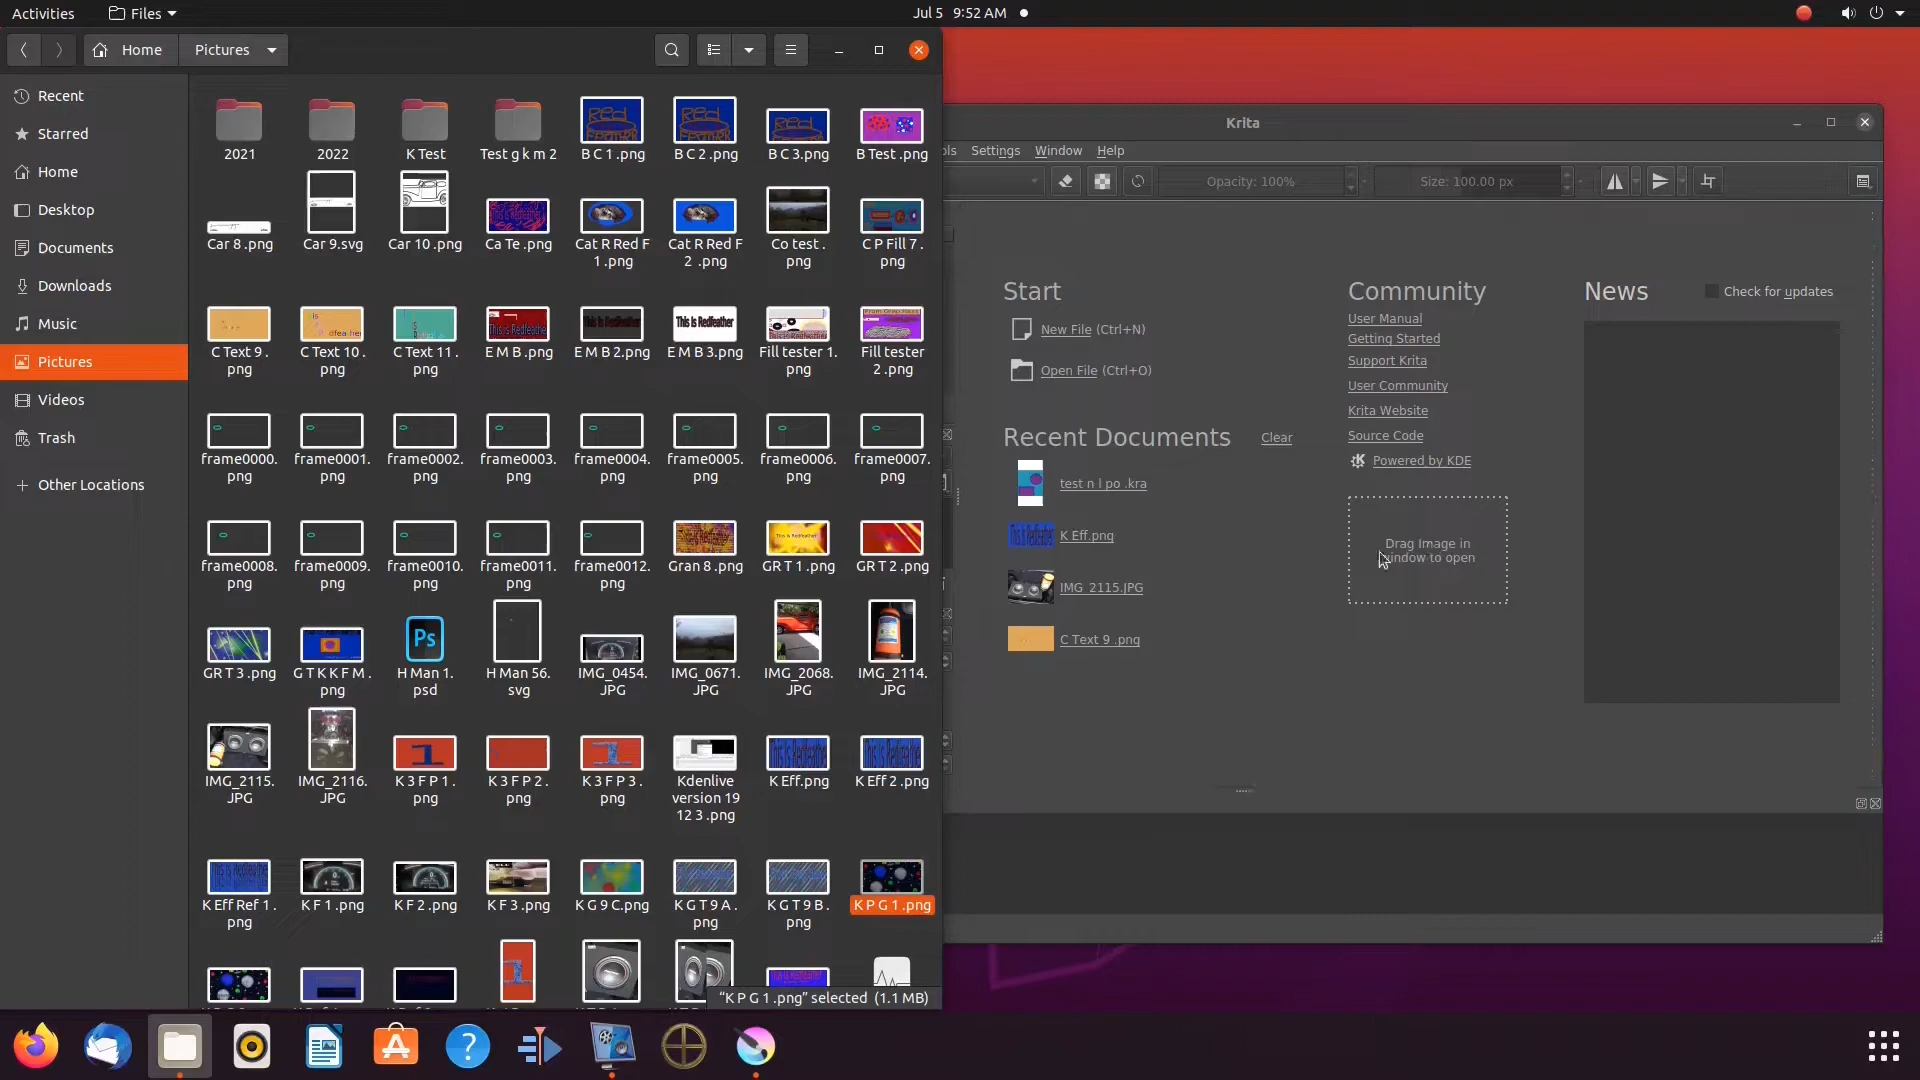 Activities
Files
Jul 5 9:52 AM
Home
Pictures
Krita
Recent
Starred
Home
Desktop
Documents
Downloads
Music
Pictures
Videos
Trash
Other Locations
2021
2022
K Test
Test g k m 2
B C 1 .png
B C 2 .png
B C 3.png
B Test .png
Car 8 .png
Car 9.svg
Car 10 .png
Ca Te .png
Cat R Red F
1 .png
Cat R Red F
2 .png
Co test .
png
C P Fill 7 .
png
C Text 9 .
png
C Text 10 .
png
C Text 11 .
png
E M B.png
E M B2.png
E M B3.png
Fill tester 1.
png
Fill tester
2 .png
frame0000.
png
frame0001.
png
frame0002.
png
frame0003.
png
frame0004.
png
frame0005.
png
frame0006.
png
frame0007.
png
frame0008.
png
frame0009.
png
frame0010.
png
frame0011.
png
frame0012.
png
Gran 8 .png
GR T 1 .png
GR T 2 .png
GR T 3 .png
G T K K F M .
png
Ps
H Man 1.
psd
H Man 56.
svg
IMG_0454.
JPG
IMG_0671.
JPG
IMG_2068.
JPG
IMG_2114.
JPG
IMG_2115.
JPG
IMG_2116.
JPG
K 3 F P 1 .
png
K 3 F P 2 .
png
K 3 F P 3 .
png
Kdenlive
version 19
12 3 .png
K Eff.png
K Eff 2 .png
K Eff Ref 1 .
png
K F 1 .png
K F 2 .png
K F 3 .png
K G 9 C.png
K G T 9 A .
png
K G T 9 B .
png
K P G 1 .png
"K P G 1 .png" selected (1.1 MB)
ols
Settings
Window
Help
Opacity: 100%
Size: 100.00 px
Start
New File (Ctrl+N)
Open File (Ctrl+O)
Recent Documents
Clear
test n l po .kra
K Eff.png
IMG_2115.JPG
C Text 9 .png
Community
User Manual
Getting Started
Support Krita
User Community
Krita Website
Source Code
Powered by KDE
Drag Image in
window to open
News
Check for updates